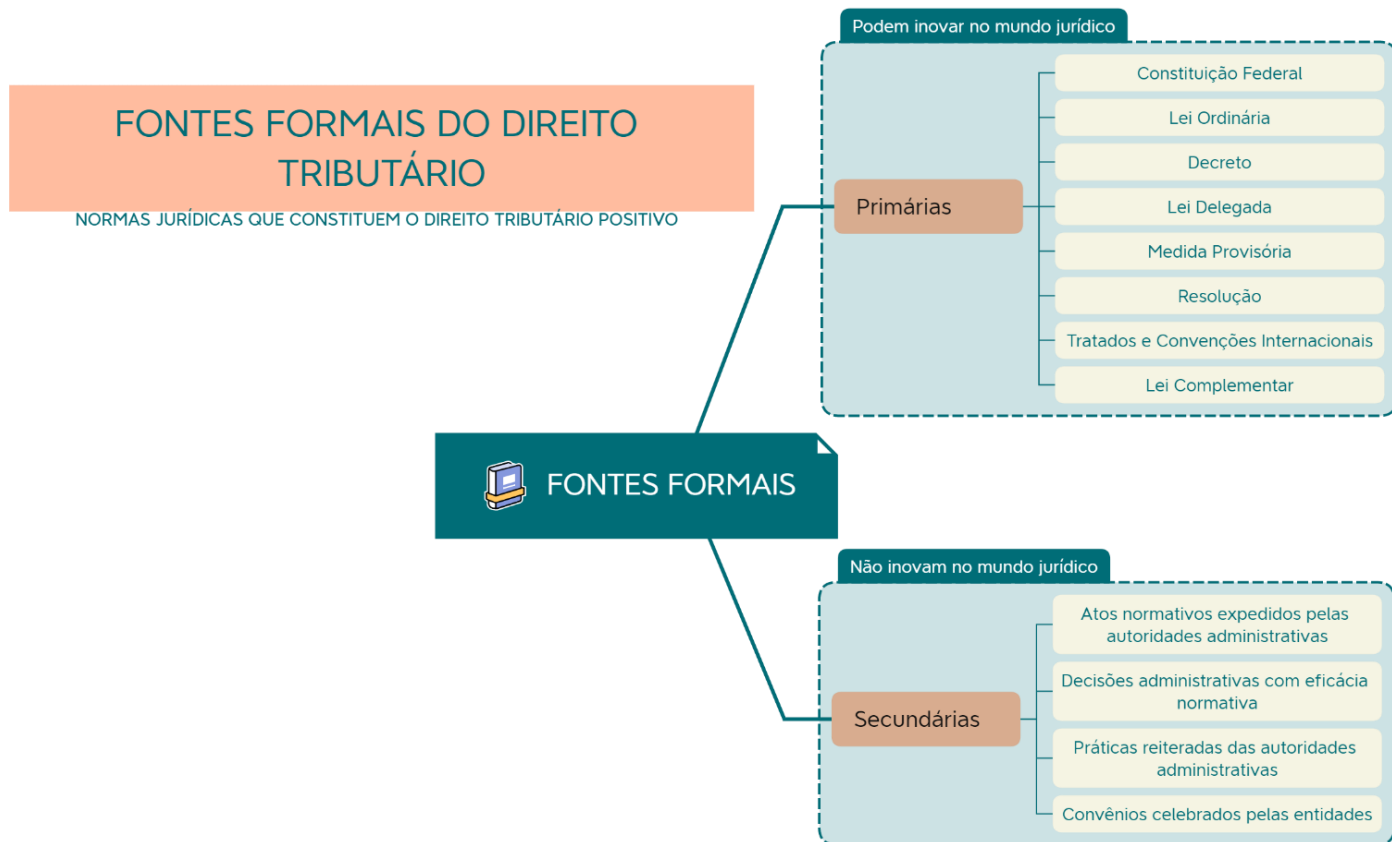 FONTES FORMAIS DO DIREITO
TRIBUTÁRIO
NORMAS JURÍDICAS QUE CONSTITUEM O DIREITO TRIBUTÁRIO POSITIVO
FONTES FORMAIS
Podem inovar no mundo jurídico
Primárias
Constituição Federal
Lei Ordinária
Decreto
Lei Delegada
Medida Provisória
Resolução
Tratados e Convenções Internacionais
Lei Complementar
Não inovam no mundo jurídico
Secundárias
Atos normativos expedidos pelas
autoridades administrativas
Decisões administrativas com eficácia
normativa
Práticas reiteradas das autoridades
administrativas
Convênios celebrados pelas entidades